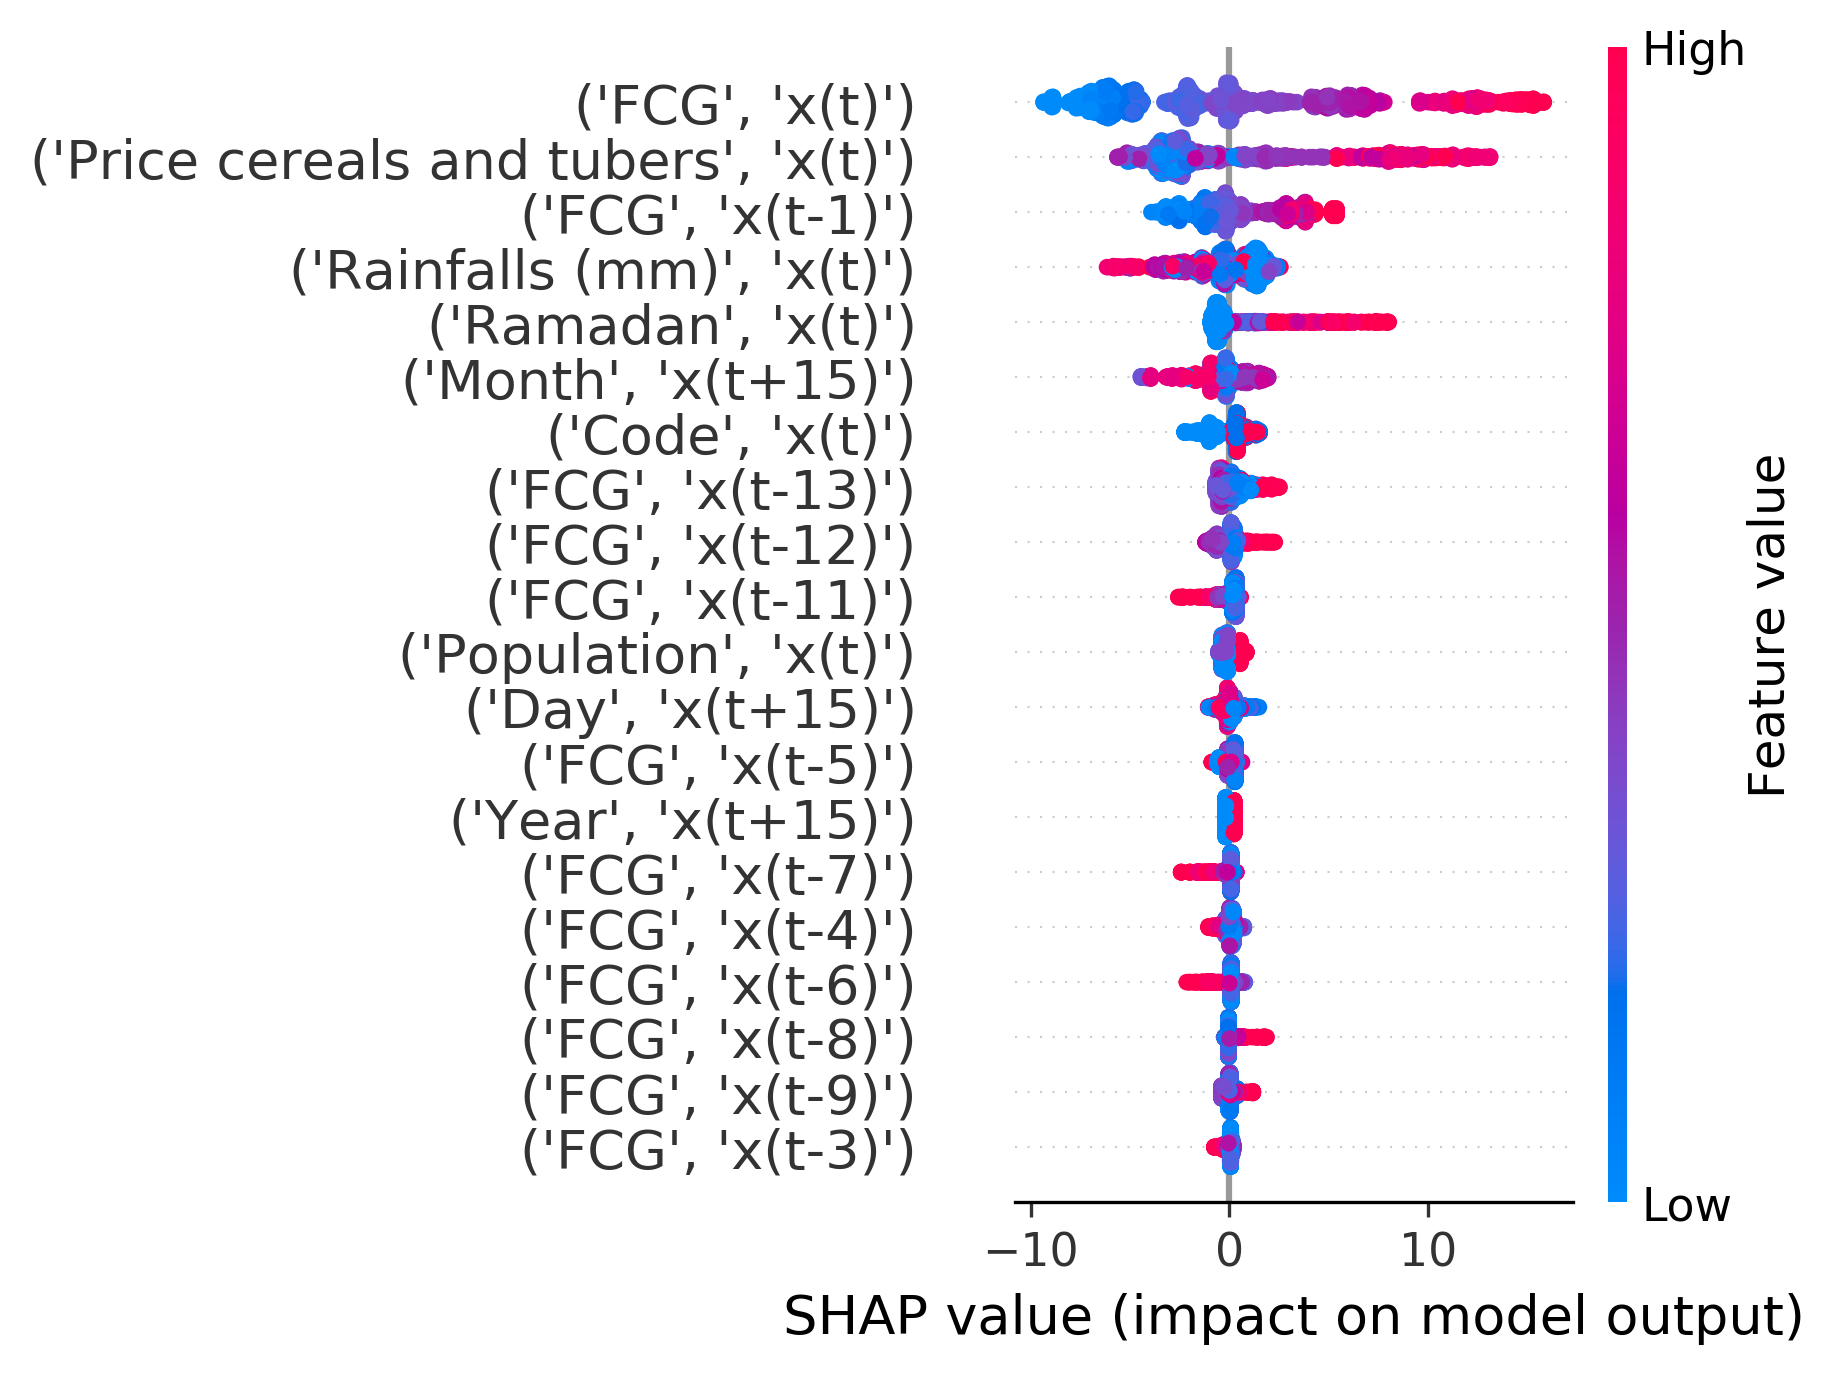 High
('FCG', 'x(t)')
('Price cereals and tubers', 'x(t)')
('FCG', 'x(t-1)')
('Rainfalls (mm)', 'x(t)')
('Ramadan', 'x(t)')
('Month', 'x(t+15)')
('Code', 'x(t)')
('FCG', 'x(t-13)')
('FCG', 'x(t-12)')
('FCG', 'x(t-11)')
('Population', 'x(t)')
('Day', 'x(t+15)')
('FCG', 'x(t-5)')
('Year', 'x(t+15)')
('FCG', 'x(t-7)')
('FCG', 'x(t-4)')
('FCG', 'x(t-6)')
('FCG', 'x(t-8)')
('FCG', 'x(t-9)')
('FCG', 'x(t-3)')
Feature value
Low
−10 0 10
SHAP value (impact on model output)